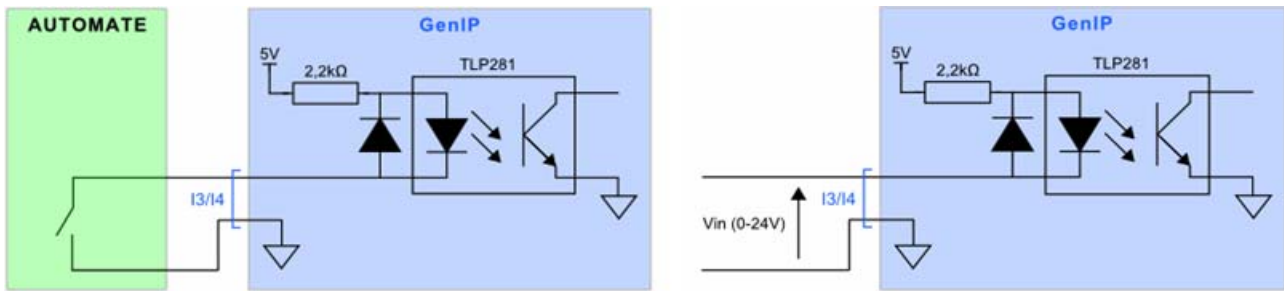 AUTOMATE
GenIP
5V
2,2kΩ
TLP281
I3/I4
GenIP
5V
2,2kΩ
TLP281
I3/I4
Vin (0-24V)